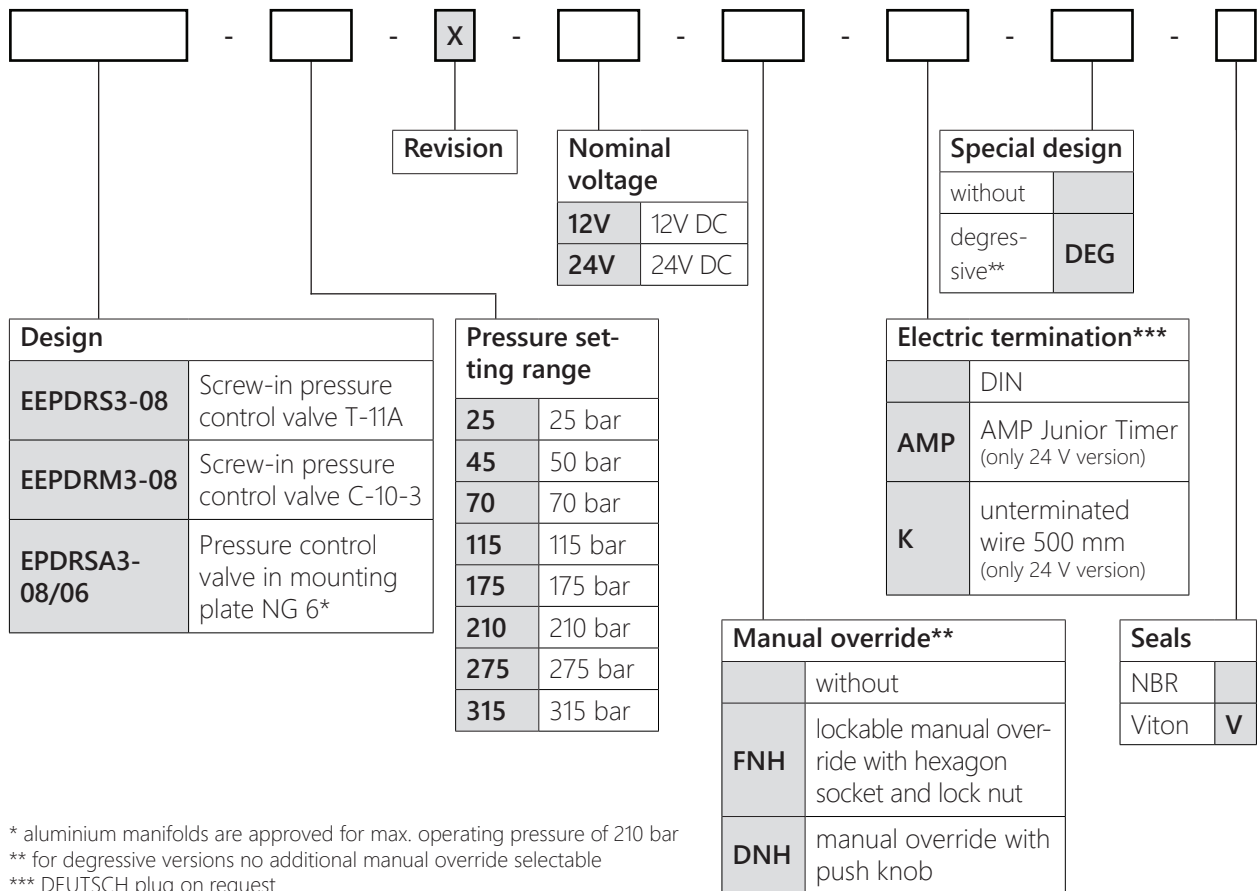 - - X - - - - -
Revision
Nominal
voltage
12V 12V DC
24V 24V DC
Special design
without
degres-
sive** DEG
Design
EEPDRS3-08 Screw-in pressure
control valve T-11A
EEPDRM3-08 Screw-in pressure
control valve C-10-3
EPDRSA3-
08/06
Pressure control
valve in mounting
plate NG 6*
Pressure set-
ting range
25 25 bar
45 50 bar
70 70 bar
115 115 bar
175 175 bar
210 210 bar
275 275 bar
315 315 bar
Electric termination***
DIN
AMP AMP Junior Timer
(only 24 V version)
K unterminated
wire 500 mm
(only 24 V version)
Manual override**
without
FNH lockable manual over-
ride with hexagon
socket and lock nut
DNH manual override with
push knob
Seals
NBR
Viton V
* aluminium manifolds are approved for max. operating pressure of 210 bar
** for degressive versions no additional manual override selectable
*** DEUTSCH plug on request